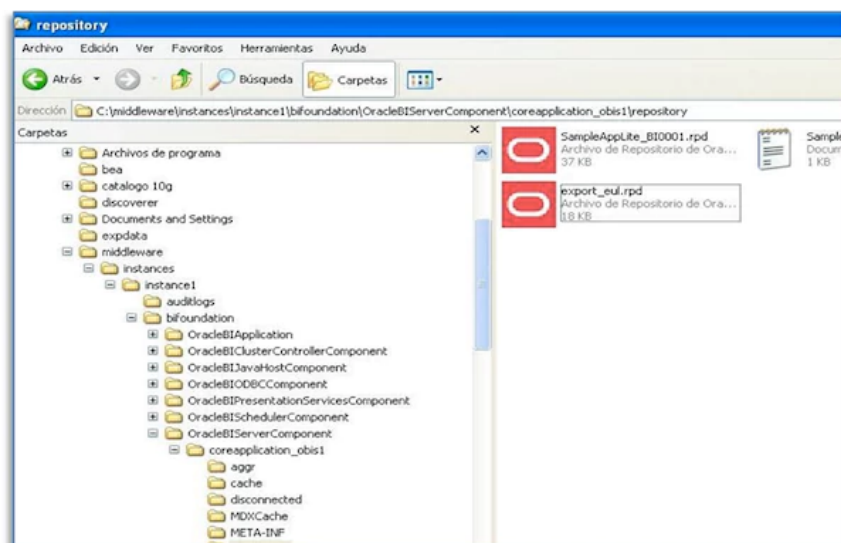 repository
Archivo Edición Ver Favoritos Herramientas Ayuda
Atrás Búsqueda Carpetas
Dirección C:\middleware\instances\instance1\bifoundation\OracleBIServerComponent\coreapplication_obis1\repository
Carpetas
Archivos de programa
bea
catalogo 10g
discoverer
Documents and Settings
expdata
middleware
instances
instance1
auditlogs
bifoundation
OracleBIApplication
OracleBIClusterControllerComponent
OracleBIJavaHostComponent
OracleBIODBCComponent
OracleBIPresentationServicesComponent
OracleBISchedulerComponent
OracleBIServerComponent
coreapplication_obis1
aggr
cache
disconnected
MDXCache
META-INF
SampleAppLite_BI0001.rpd
Archivo de Repositorio de Ora...
37 KB
export_eul.rpd
Archivo de Repositorio de Ora...
18 KB
Sample
Docum
1 KB